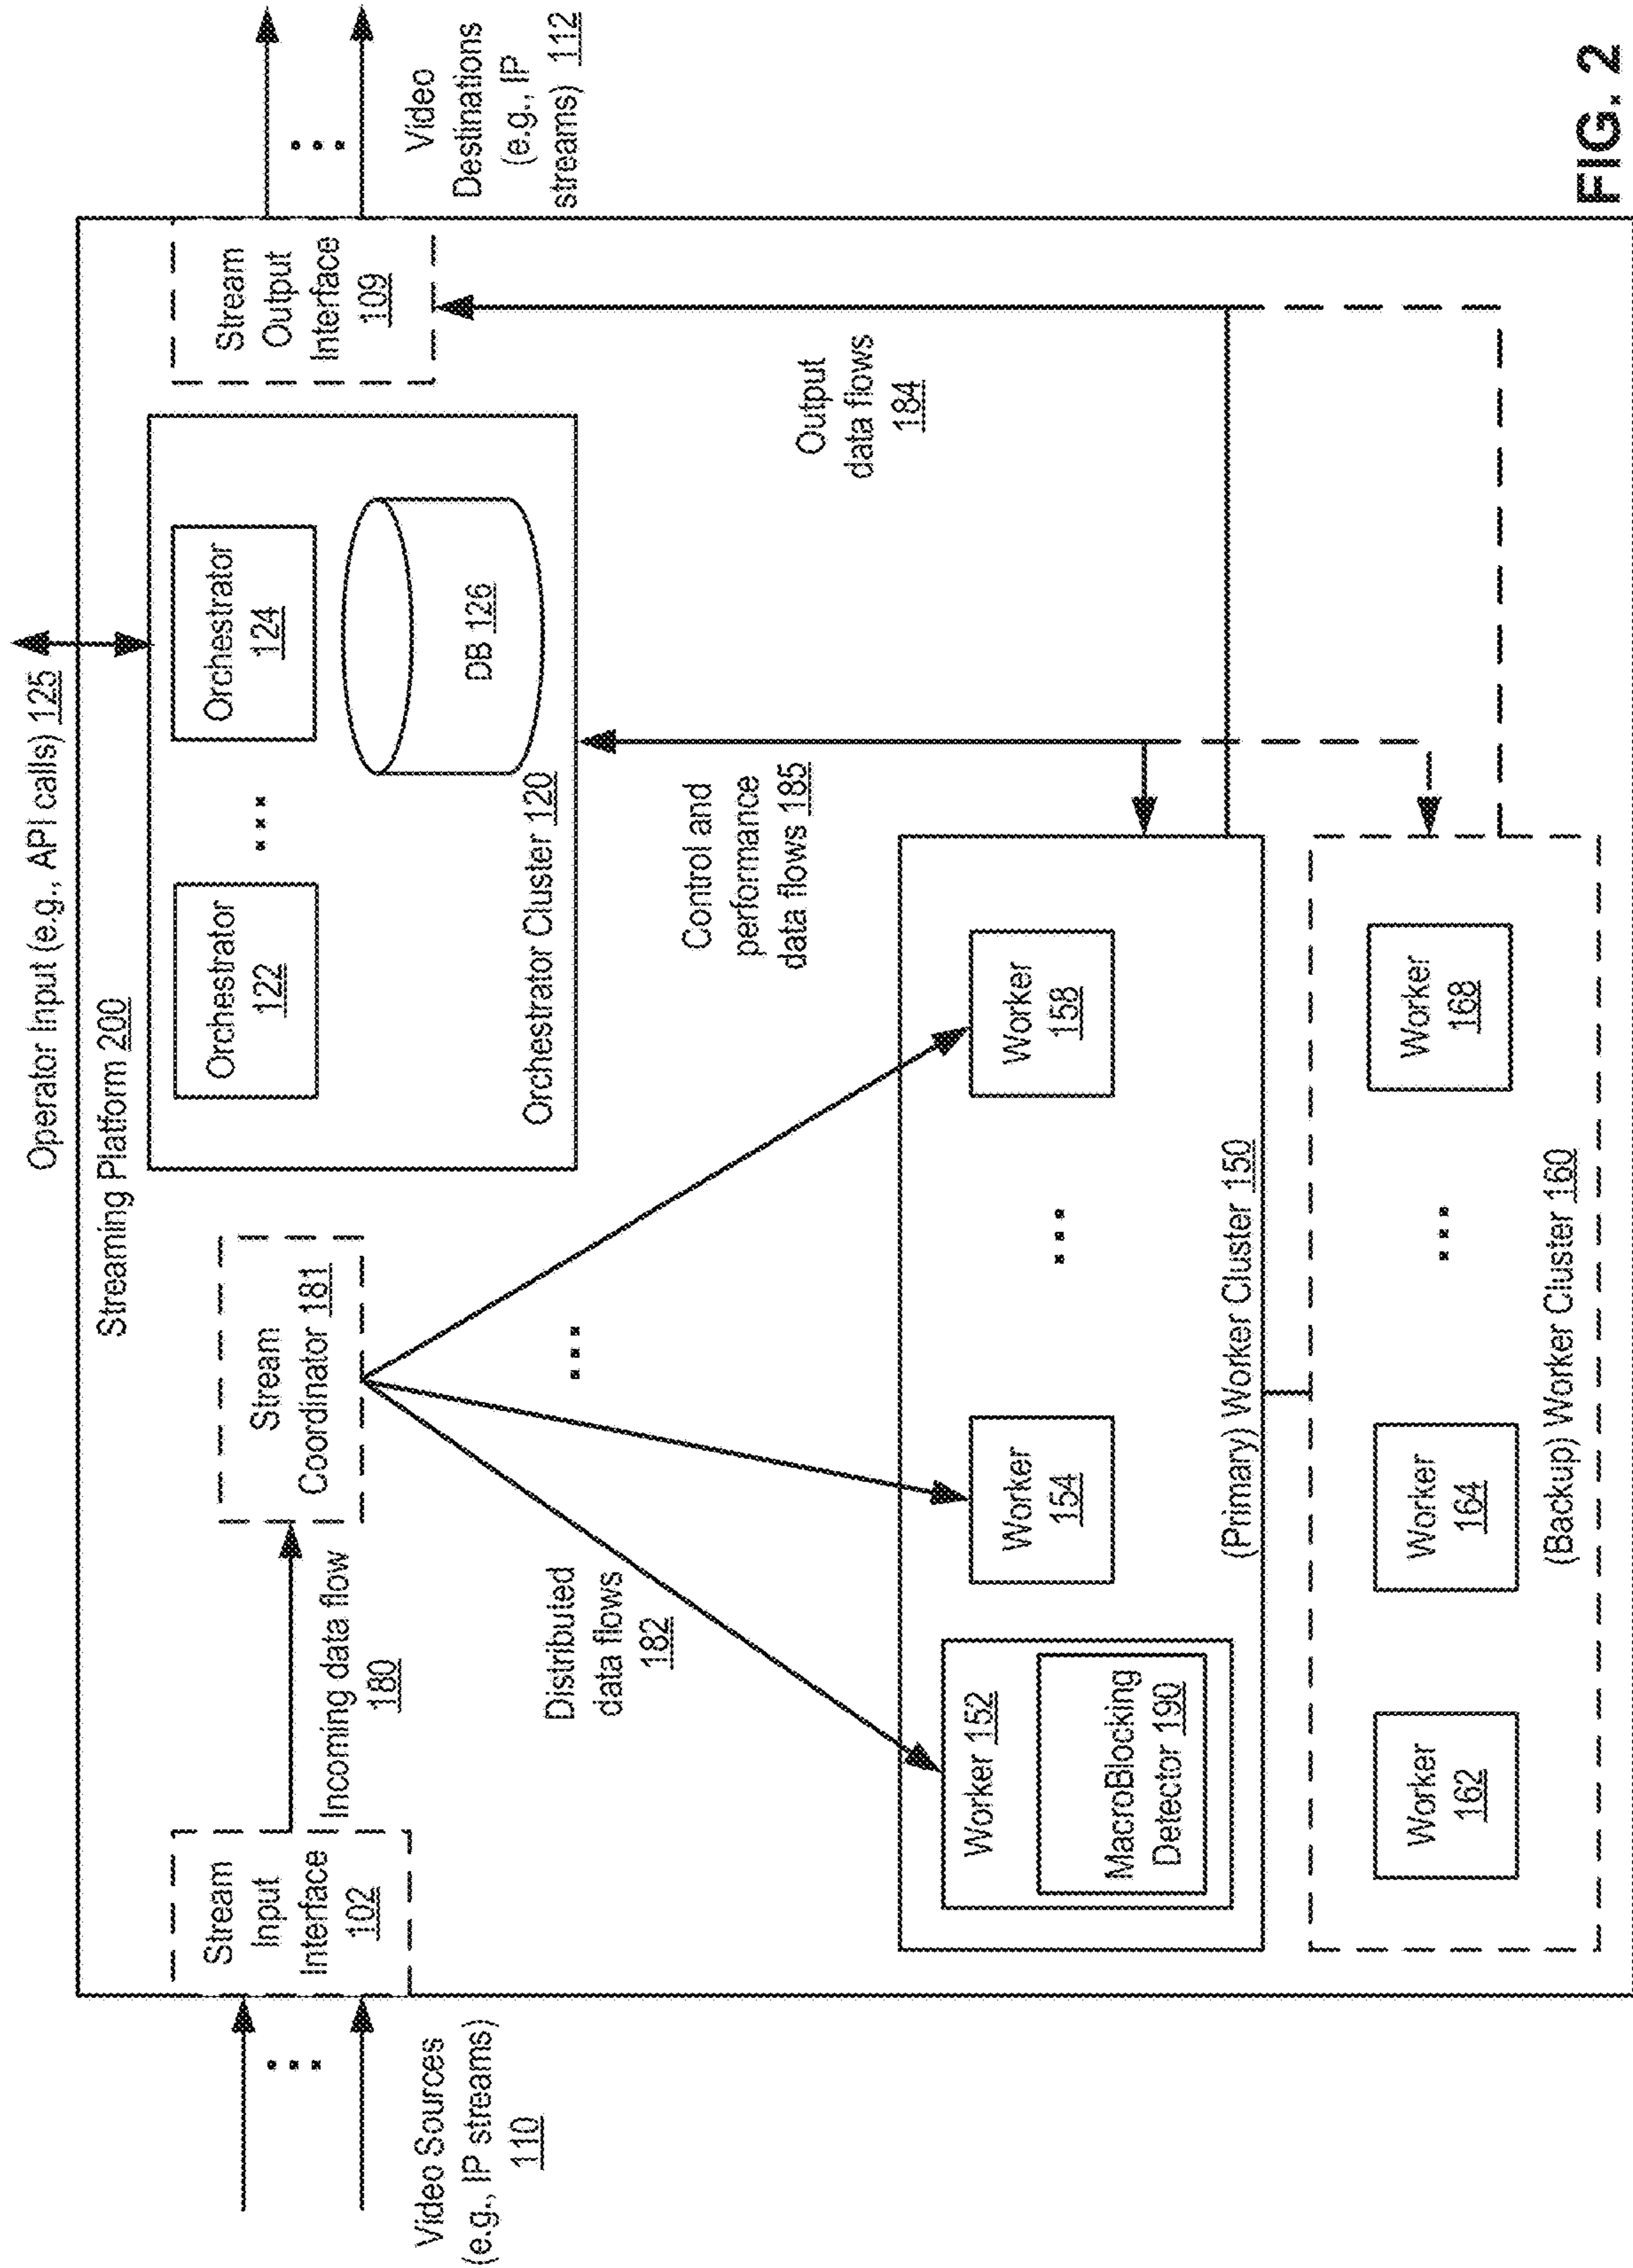 Operator Input (e.g., API calls) 125
Streaming Platform 200
Stream
Input
Interface
102
Video Sources
(e.g., IP streams)
110
Incoming data flow
180
Stream
Coordinator 181
Orchestrator
122
Orchestrator
124
DB 126
Orchestrator Cluster 120
Stream
Output
Interface
109
Video
Destinations
(e.g., IP
streams) 112
Distributed
data flows
182
Control and
performance
data flows 185
Output
data flows
184
Worker 152
MacroBlocking
Detector 190
Worker
154
Worker
158
(Primary) Worker Cluster 150
Worker
162
Worker
164
Worker
168
(Backup) Worker Cluster 160
FIG. 2